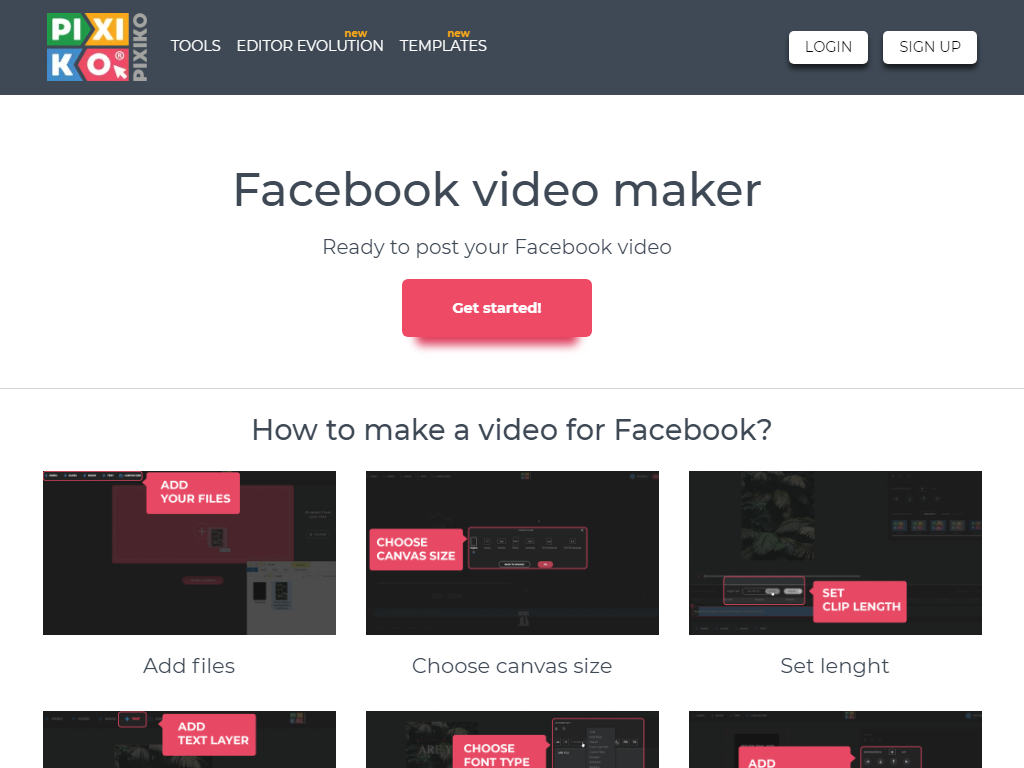 PIXI
KO®
PIXIKO
TOOLS
EDITOR EVOLUTION
new
TEMPLATES
new
LOGIN
SIGN UP
Facebook video maker
Ready to post your Facebook video
Get started!
How to make a video for Facebook?
ADD
YOUR FILES
CHOOSE
CANVAS SIZE
SET
CLIP LENGTH
Add files
Choose canvas size
Set lenght
ADD
TEXT LAYER
CHOOSE
FONT TYPE
ADD